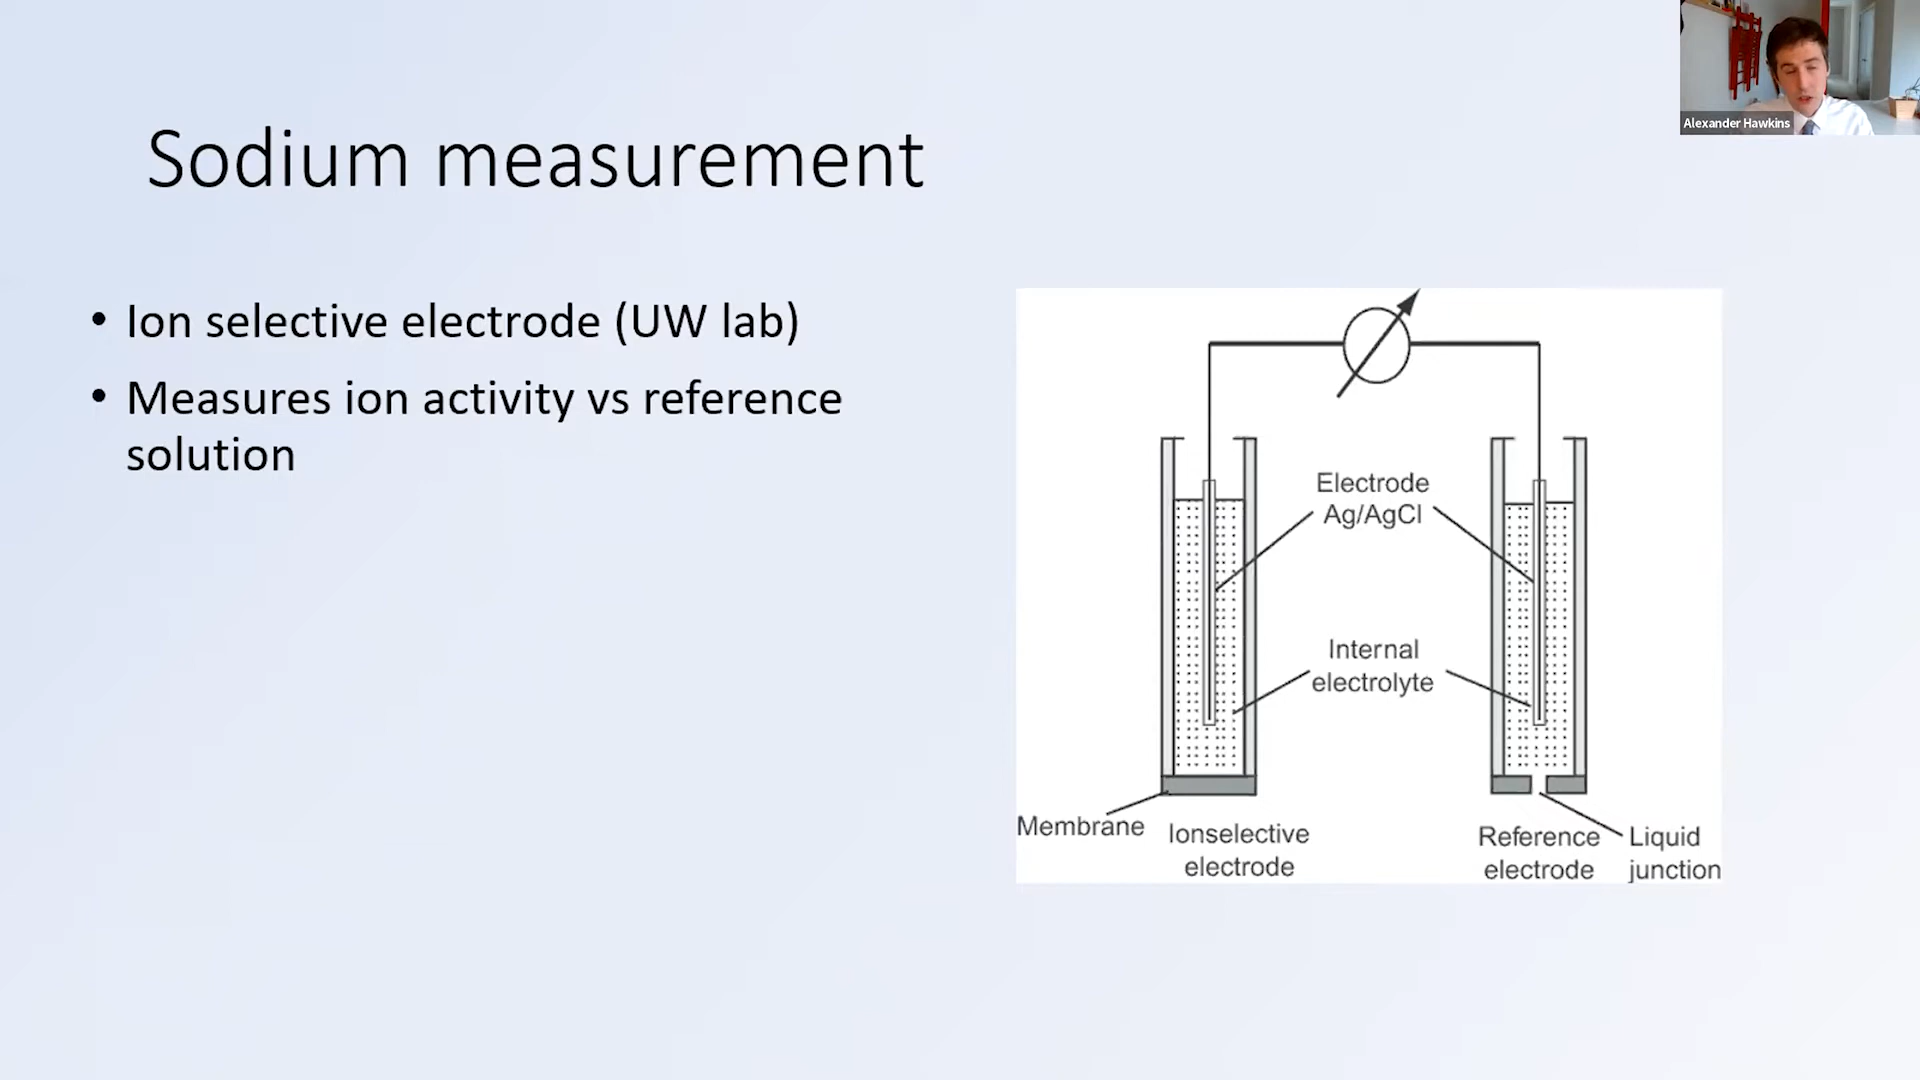 Alexander Hawkins
Sodium measurement
• Ion selective electrode (UW lab)
• Measures ion activity vs reference
solution
Electrode
Ag/AgCl
Internal
electrolyte
Membrane
Ionselective
electrode
Reference
electrode
Liquid
junction